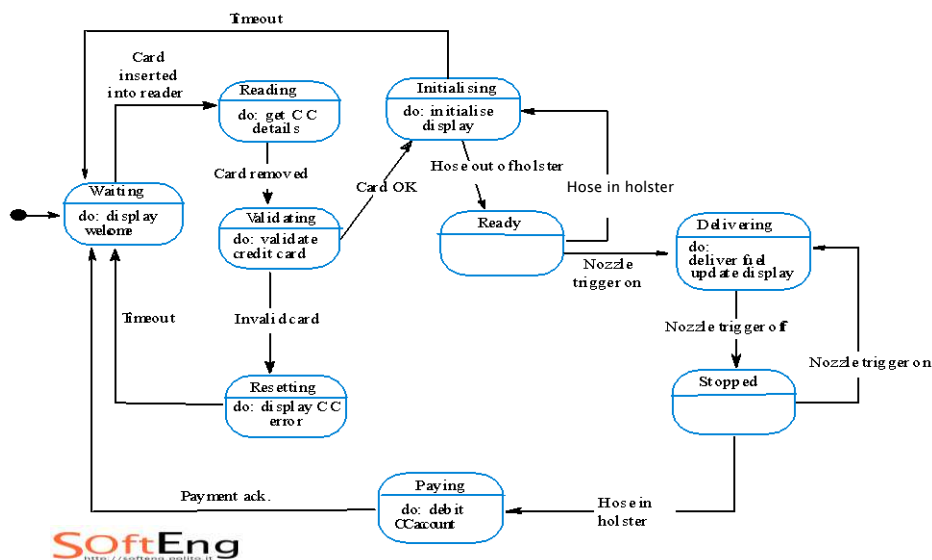 Timeout
Card
inserted
into reader
Reading
do: get CC
details
Initialising
do: initialise
display
Card removed
Hose out of holster
Card OK
Hose in holster
Waiting
do: display
welome
Validating
do: validate
credit card
Ready
Delivering
do:
deliver fuel
update display
Nozzle
trigger on
Timeout
Invalid card
Nozzle trigger off
Nozzle trigger on
Resetting
do: display CC
error
Stopped
Paying
do: debit
CCaccount
Payment ack.
Hose in
holster
SOftEng
http://softeng.polito.it